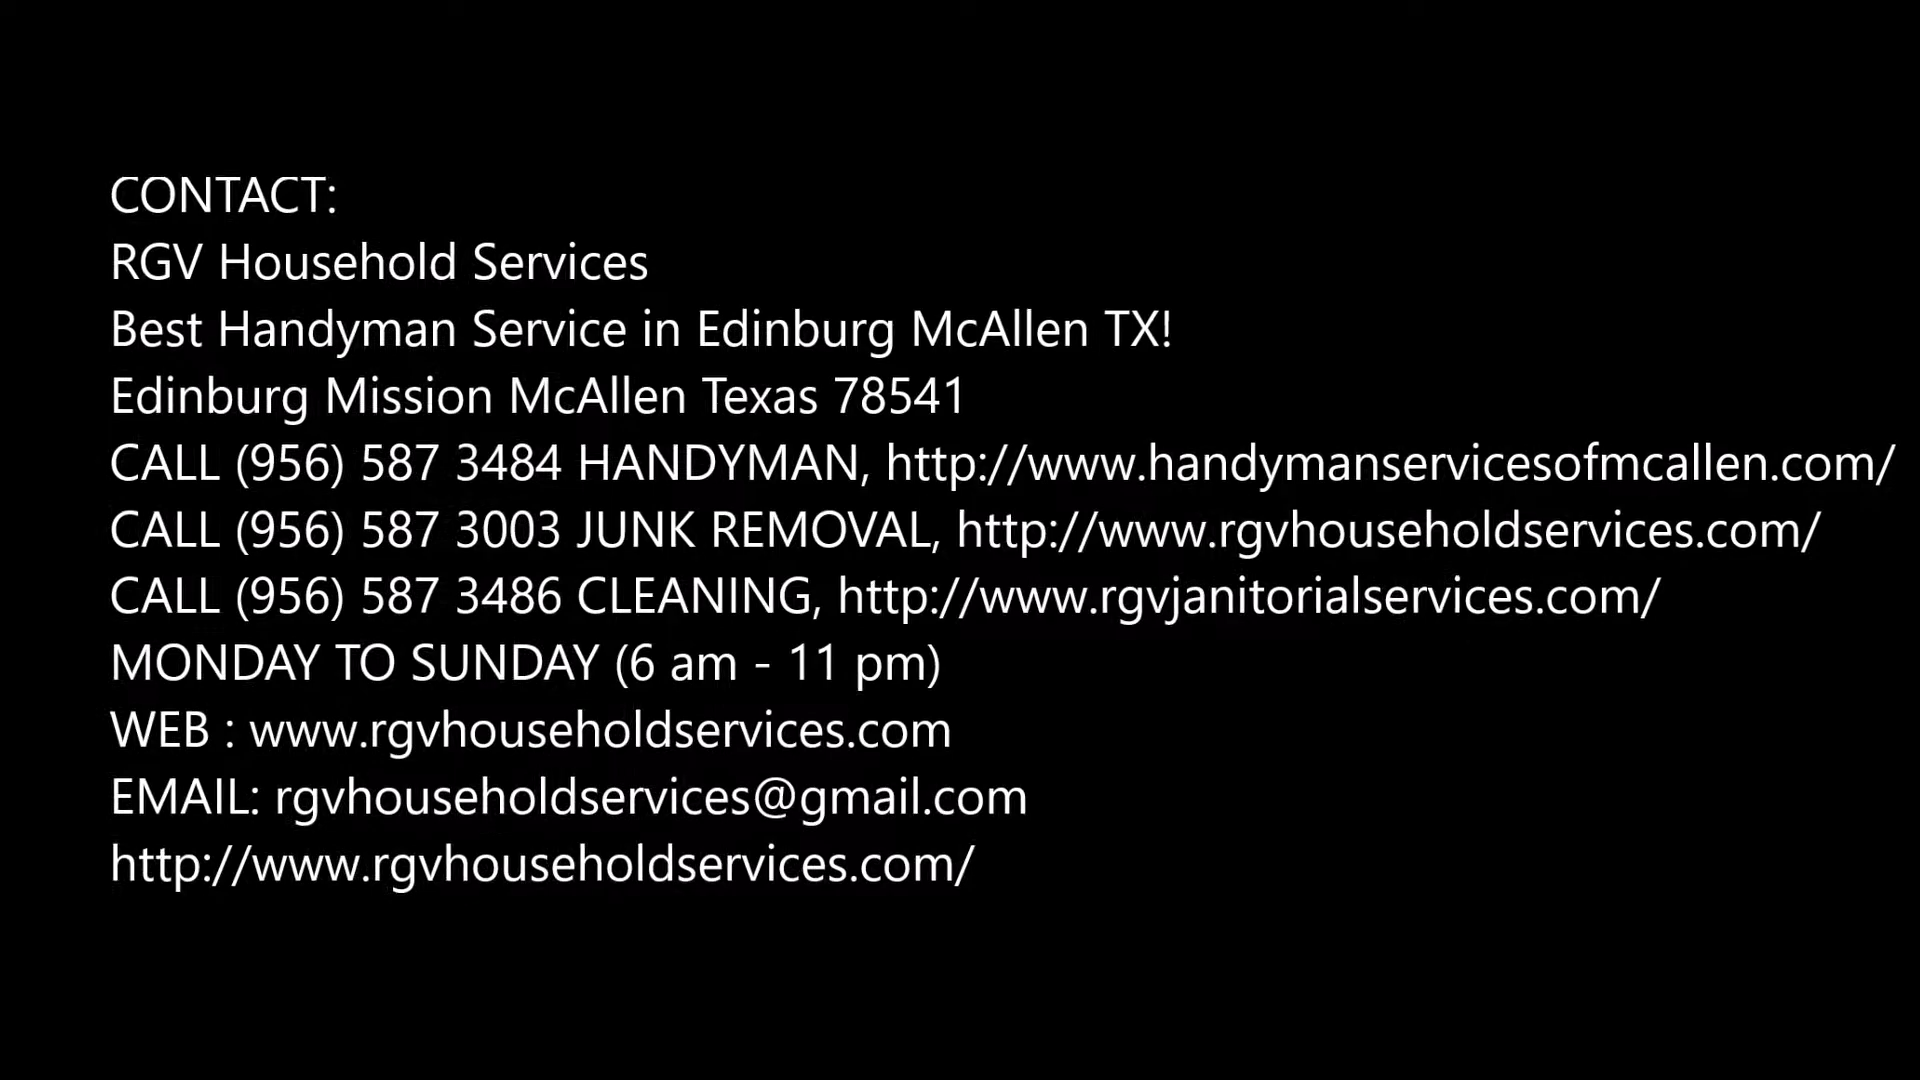 CONTACT:
RGV Household Services
Best Handyman Service in Edinburg McAllen TX!
Edinburg Mission McAllen Texas 78541
CALL (956) 587 3484 HANDYMAN, http://www.handymanservicesofmcallen.com/
CALL (956) 587 3003 JUNK REMOVAL, http://www.rgvhouseholdservices.com/
CALL (956) 587 3486 CLEANING, http://www.rgvjanitorialservices.com/
MONDAY TO SUNDAY (6 am - 11 pm)
WEB : www.rgvhouseholdservices.com
EMAIL: rgvhouseholdservices@gmail.com
http://www.rgvhouseholdservices.com/